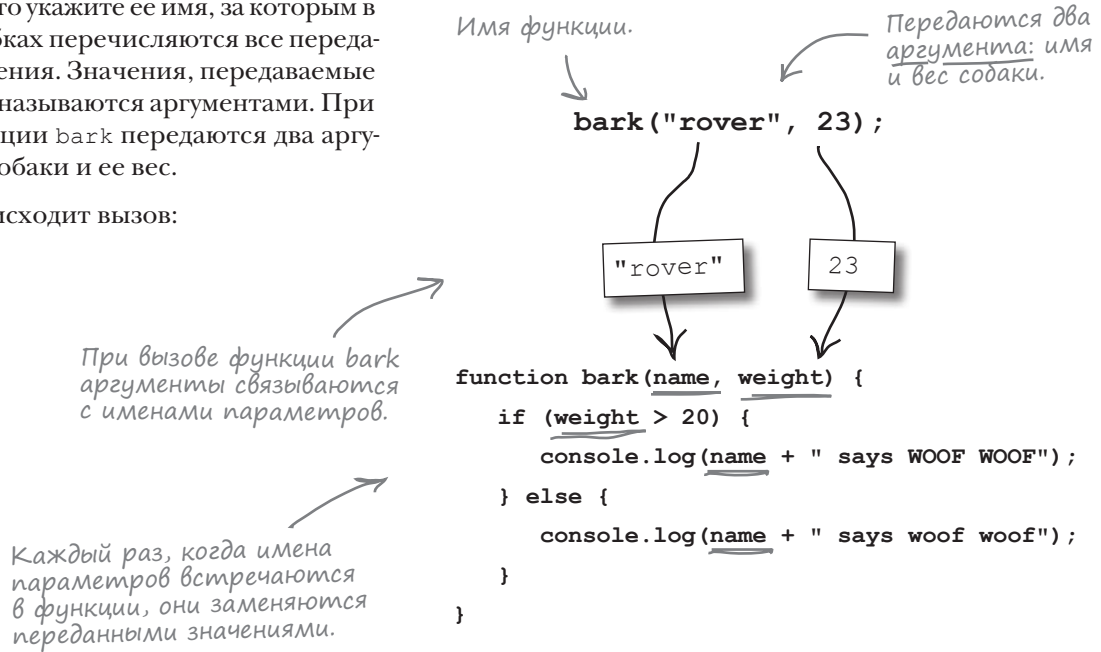 то укажите ее имя, за которым в
бках перечисляются все переда-
ения. Значения, передаваемые
называются аргументами. При
ции bark передаются два аргу-
обаки и ее вес.
исходит вызов:
Имя функции.
Передаются два
аргумента: имя
и вес собаки.
bark("rover", 23);
"rover"
23
При вызове функции bark
аргументы связываются
с именами параметров.
function bark(name, weight) {
if (weight > 20) {
console.log(name + " says WOOF WOOF");
} else {
console.log(name + " says woof woof");
}
}
Каждый раз, когда имена
параметров встречаются
в функции, они заменяются
переданными значениями.